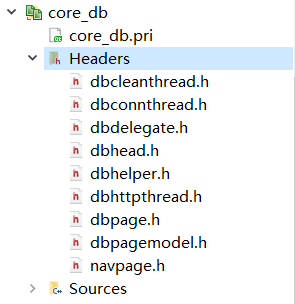 core_db
core_db.pri
Headers
dbcleanthread.h
dbconnthread.h
dbdelegate.h
dbhead.h
dbhelper.h
dbhttpthread.h
dbpage.h
dbpagemodel.h
navpage.h
Sources